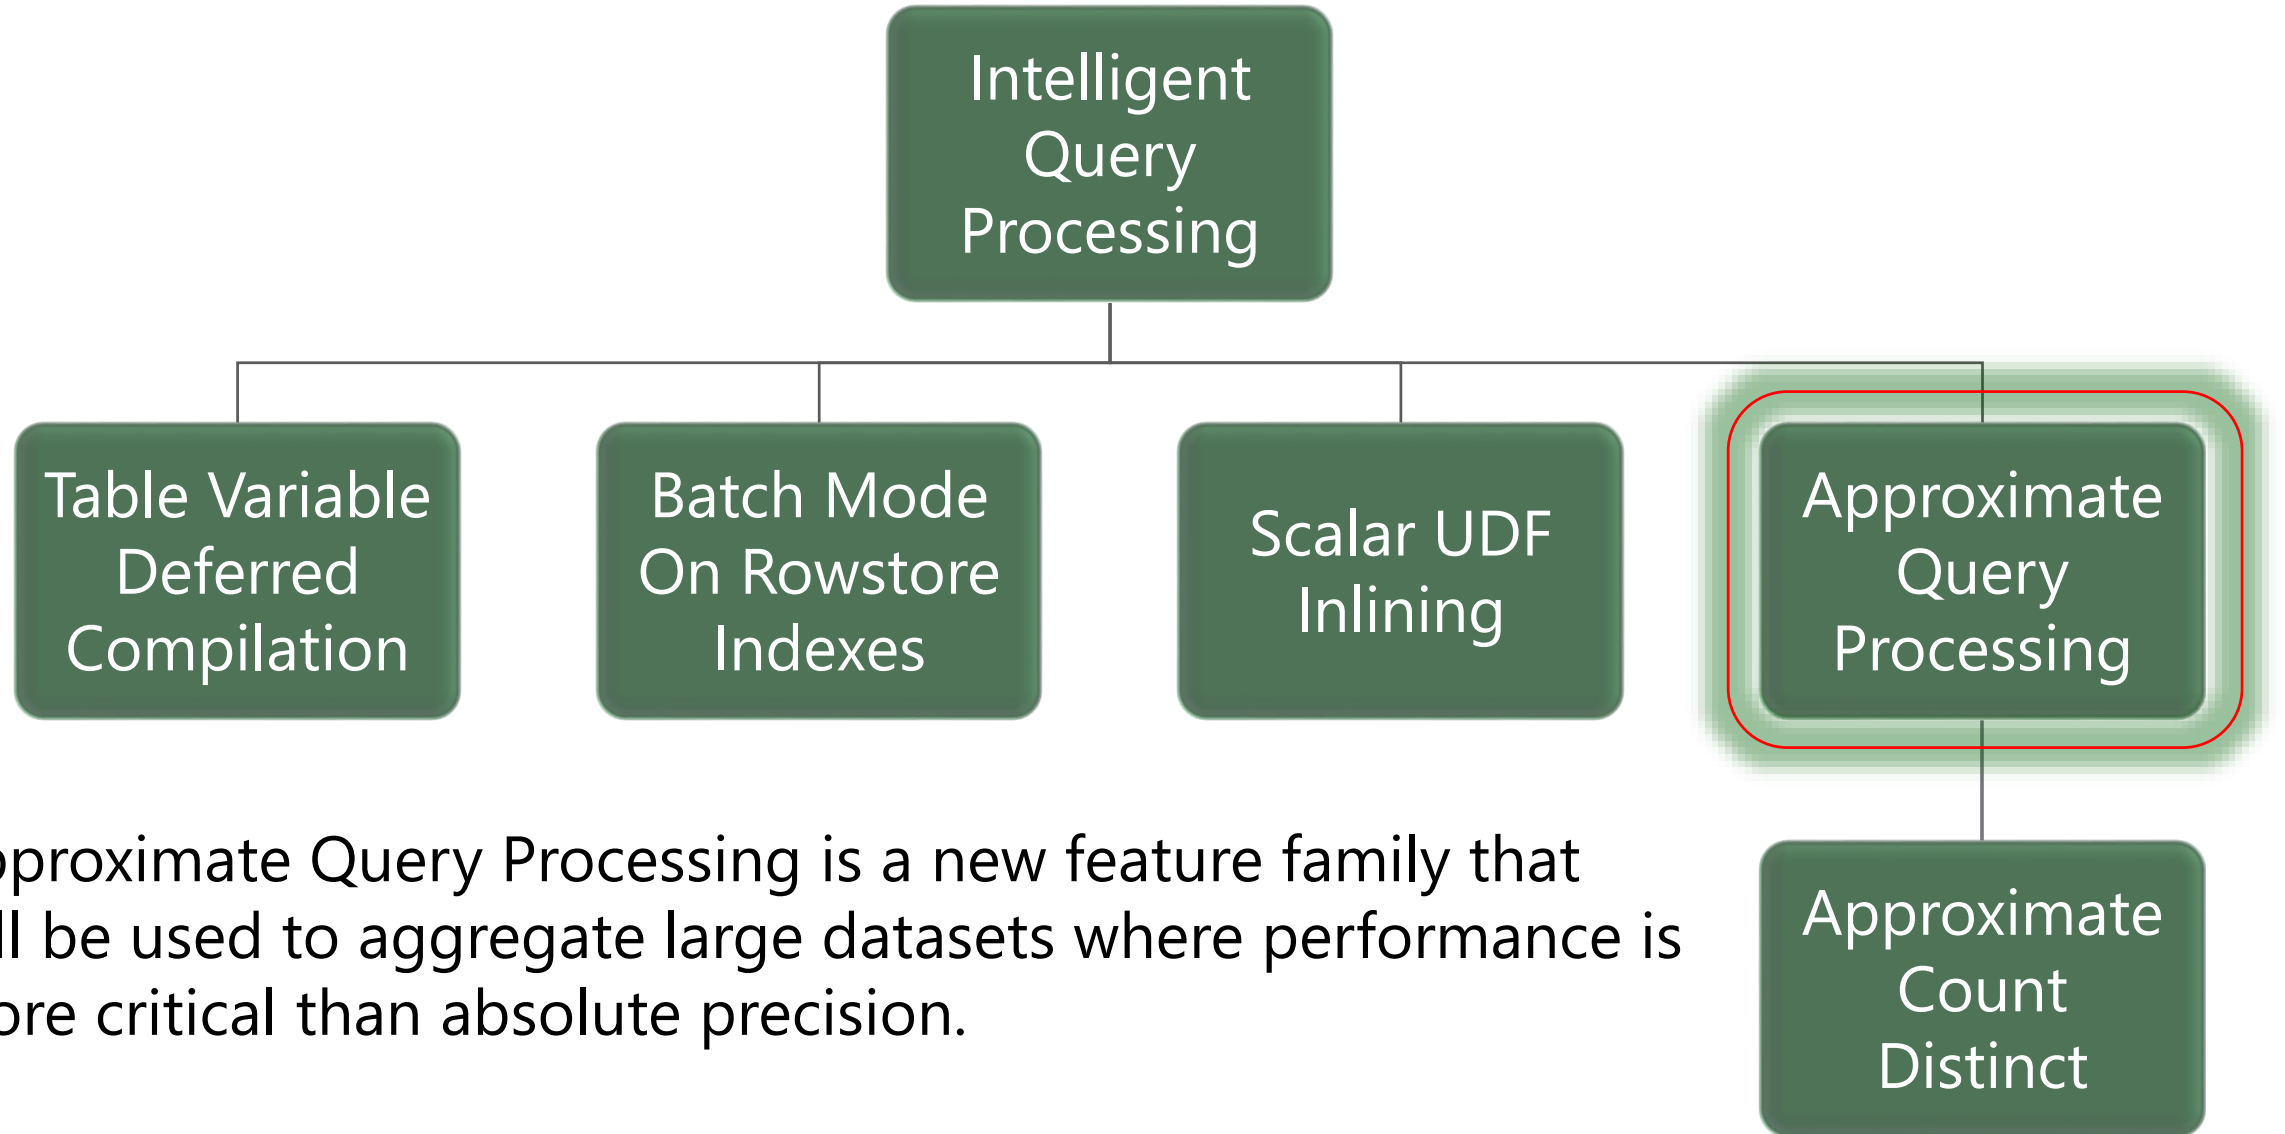 Intelligent
Query
Processing
Table Variable
Deferred
Compilation
Batch Mode
On Rowstore
Indexes
Scalar UDF
Inlining
Approximate
Query
Processing
pproximate Query Processing is a new feature family that
ll be used to aggregate large datasets where performance is
ore critical than absolute precision.
Approximate
Count
Distinct